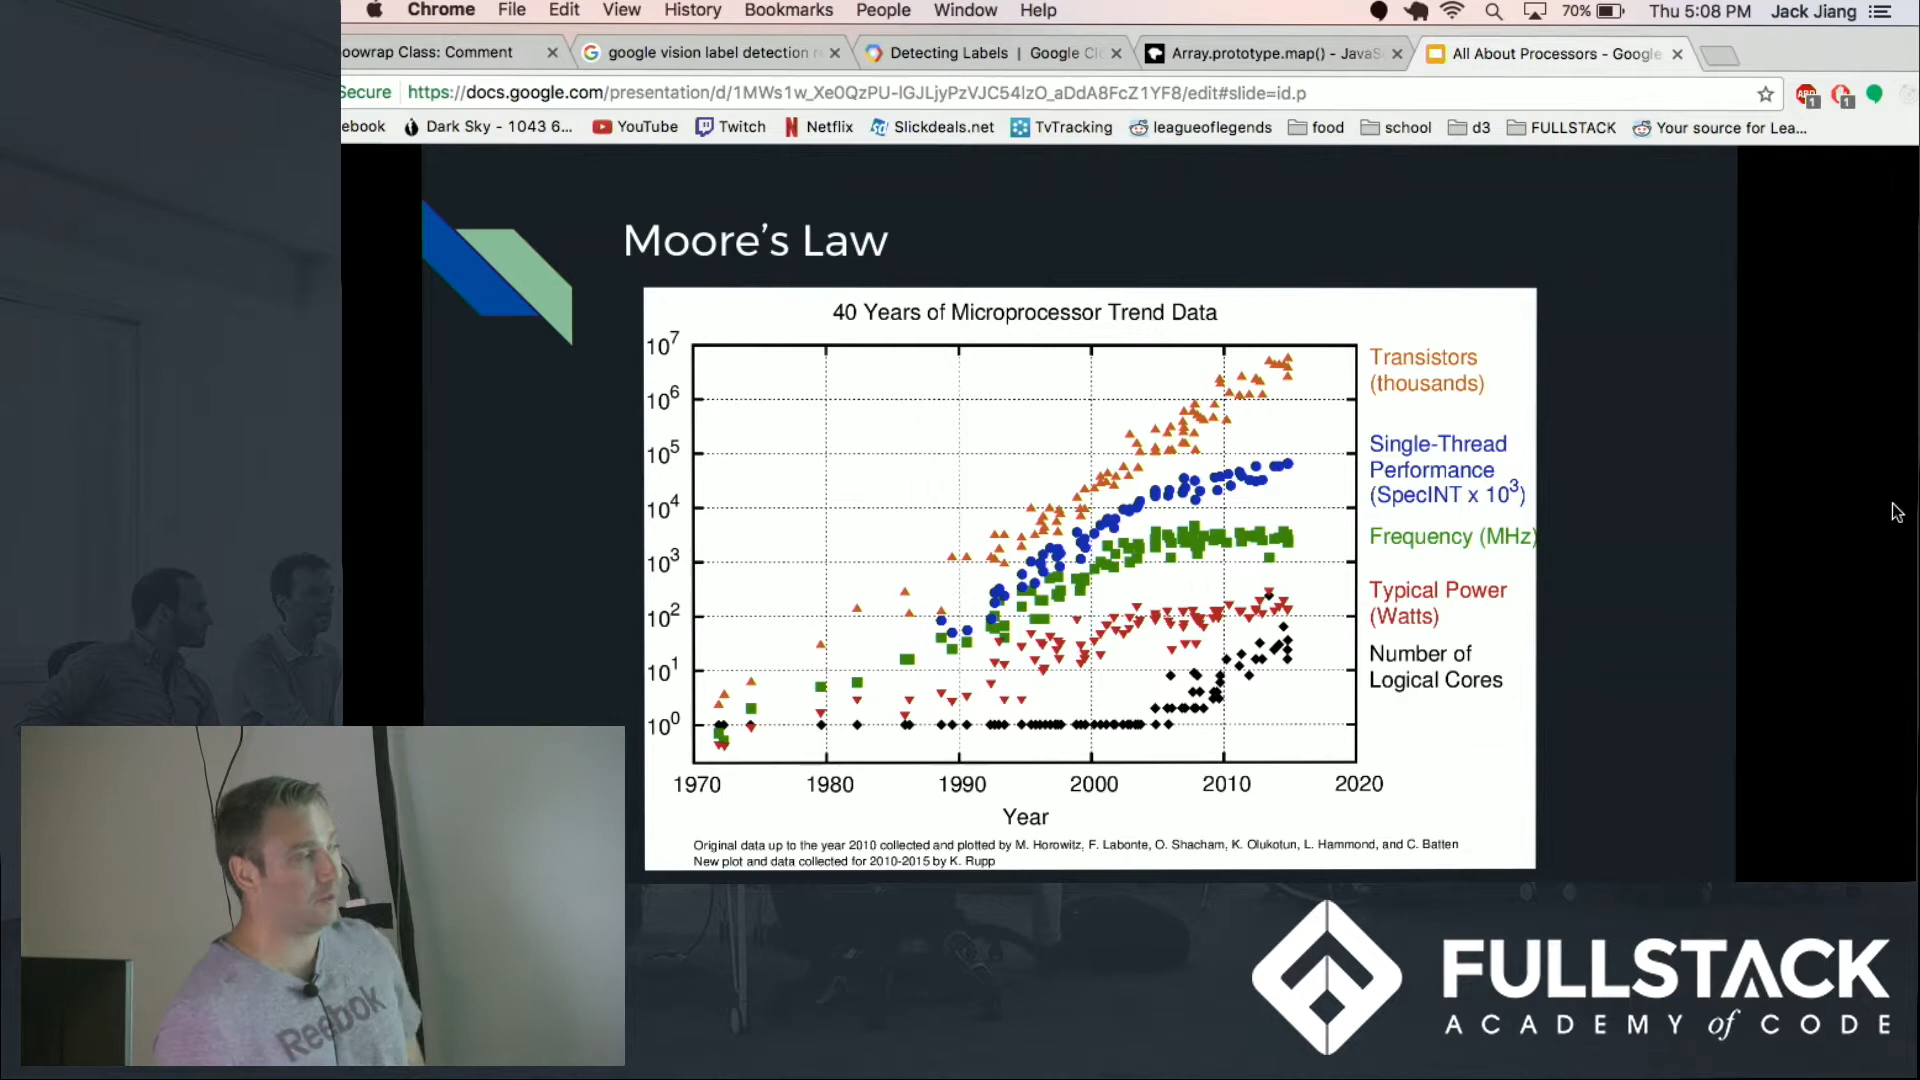 Chrome File Edit View History Bookmarks People Window Help 70% Thu 5:08 PM Jack Jiang
oowrap Class: Comment google vision label detection Detecting Labels | Google Array.prototype.map() - JavaS All About Processors - Google
Secure https://docs.google.com/presentation/d/1MWs1w_Xe0QzPU-lGJLjyPzVJC54lzO_aDdA8FcZ1YF8/edit#slide=id.p
ebook Dark Sky - 1043 6... YouTube Twitch Netflix Slickdeals.net TvTracking leagueoflegends food school d3 FULLSTACK Your source for Lea...
Moore's Law
40 Years of Microprocessor Trend Data
10^7
10^6
10^5
10^4
10^3
10^2
10^1
10^0
Transistors
(thousands)
Single-Thread
Performance
(SpecINT x 10^3)
Frequency (MHz)
Typical Power
(Watts)
Number of
Logical Cores
1970 1980 1990 2000 2010 2020
Year
Original data up to the year 2010 collected and plotted by M. Horowitz, F. Labonte, O. Shacham, K. Olukotun, L. Hammond, and C. Batten
New plot and data collected for 2010-2015 by K. Rupp
Reebok
FULLSTACK
ACADEMY of CODE